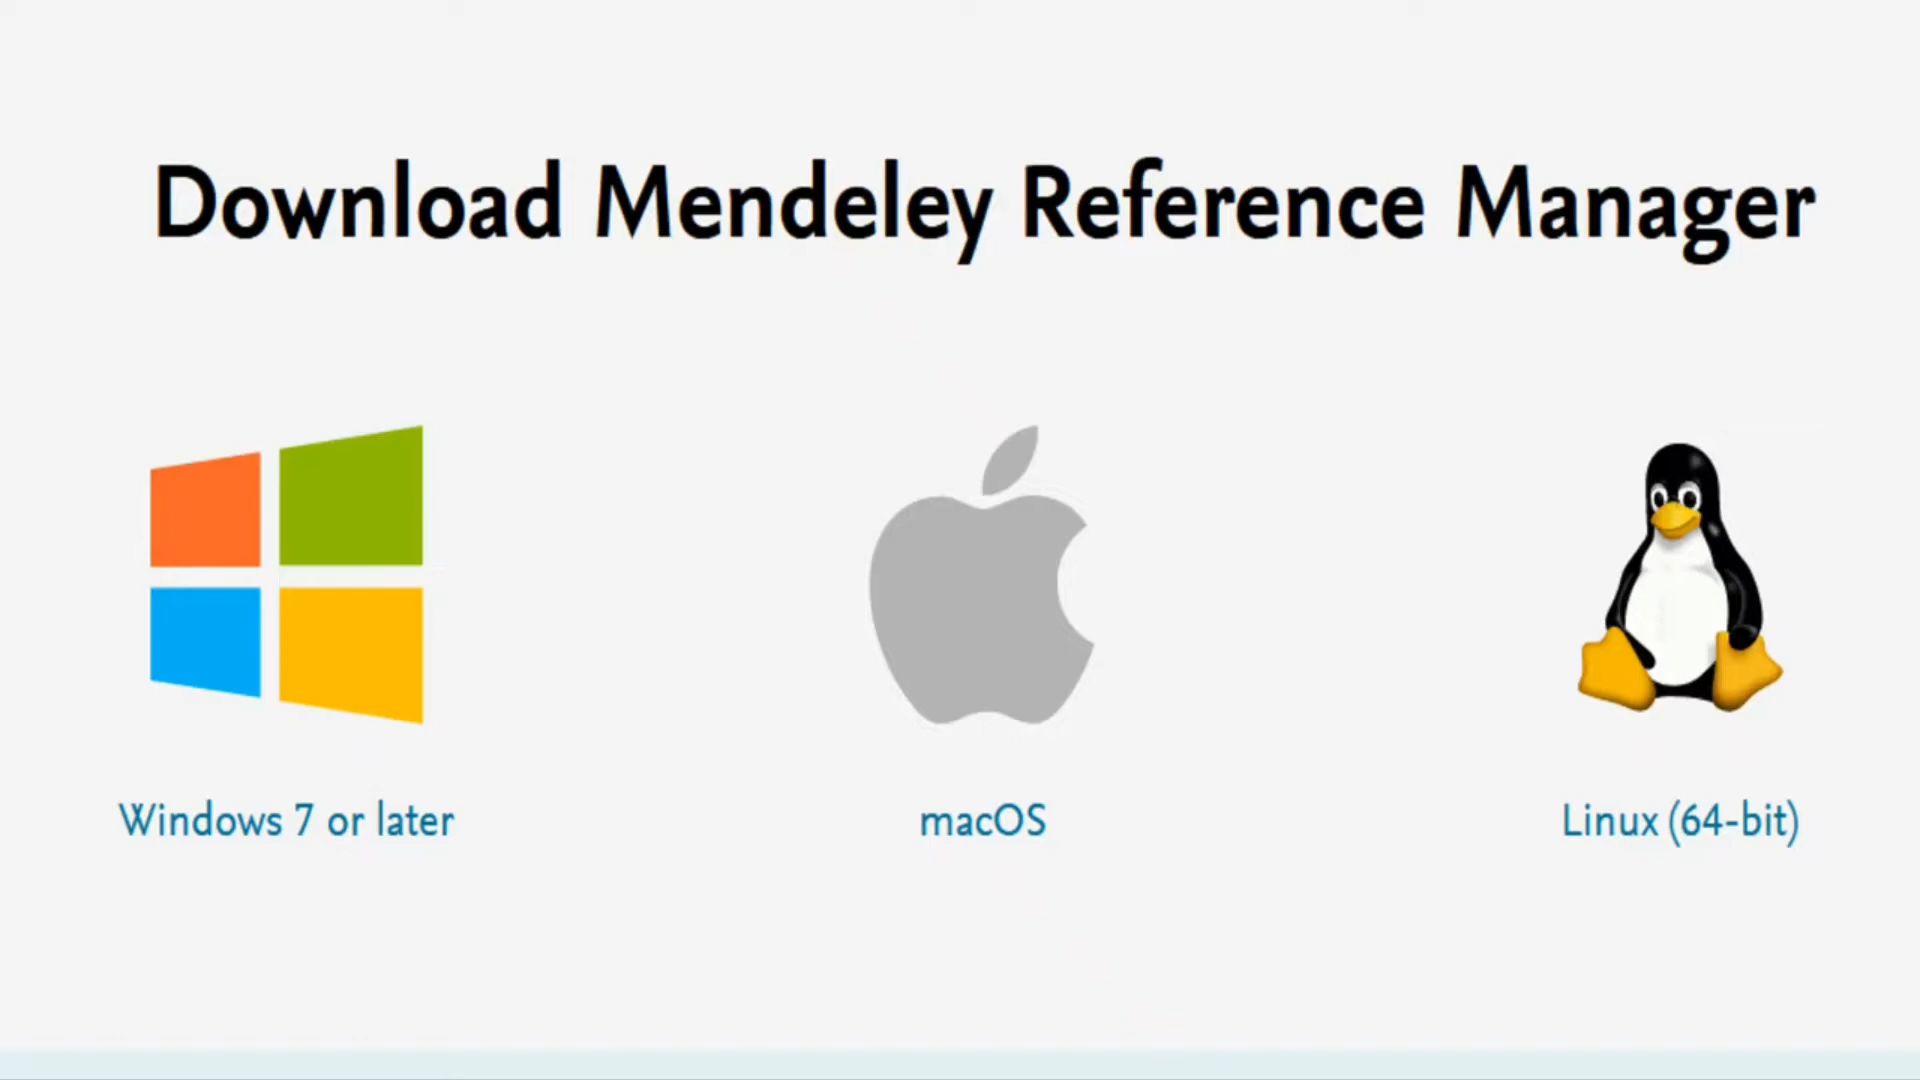 Download Mendeley Reference Manager
Windows 7 or later
macOS
Linux (64-bit)